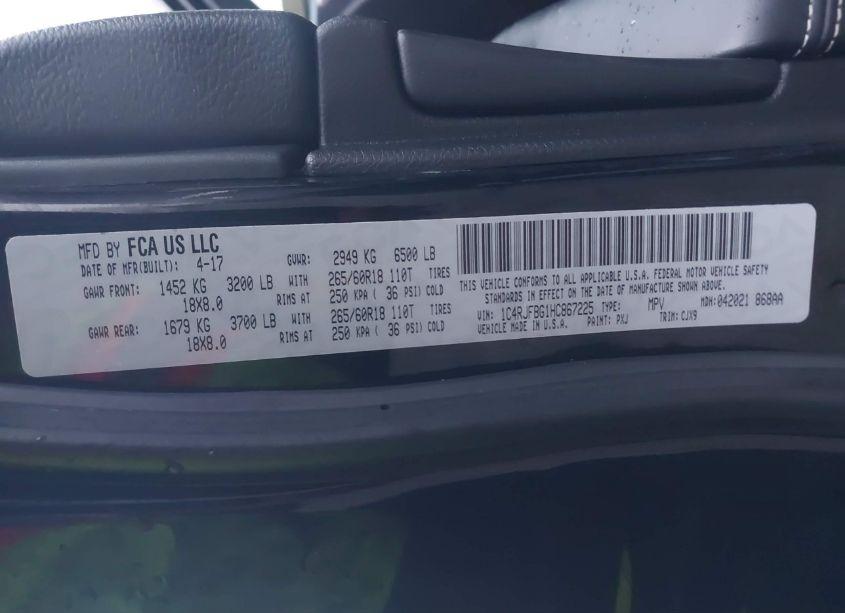 MFD BY FCA US LLC
DATE OF MFR(BUILT): 4-17 GVWR: 2949 KG 6500 LB
GAWR FRONT: 1452 KG 3200 LB WITH 265/60R18 110T TIRES
18X8.0 RIMS AT 250 KPA ( 36 PSI) COLD
GAWR REAR: 1679 KG 3700 LB WITH 265/60R18 110T TIRES
18X8.0 RIMS AT 250 KPA ( 36 PSI) COLD
THIS VEHICLE CONFORMS TO ALL APPLICABLE U.S.A. FEDERAL MOTOR VEHICLE SAFETY
STANDARDS IN EFFECT ON THE DATE OF MANUFACTURE SHOWN ABOVE.
VIN: 1C4RJFBG1HC867225 TYPE: MPV MDH: 042021 868AA
VEHICLE MADE IN U.S.A. PAINT: PXJ TRIM: CJX9